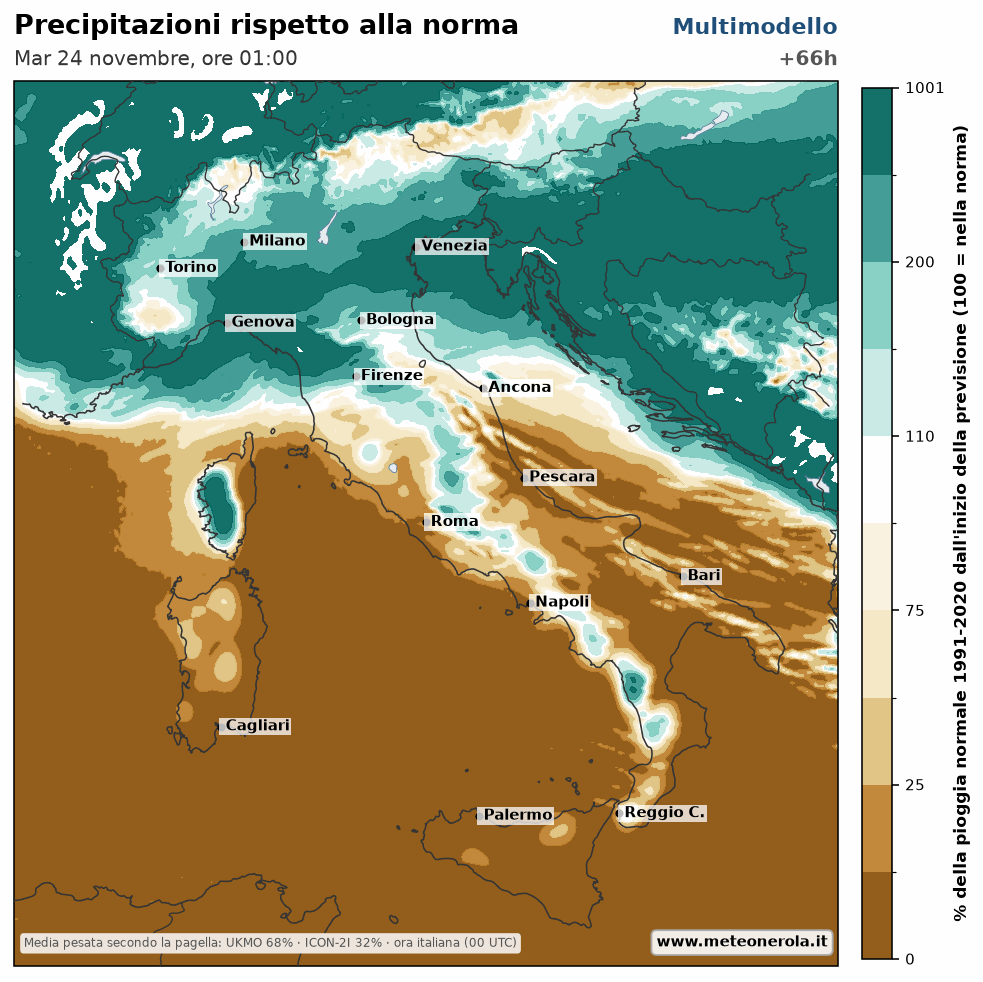 Precipitazioni rispetto alla norma
Multimodello
Mar 24 novembre, ore 01:00
+66h
1001
200
110
75
25
0
% della pioggia normale 1991-2020 dall'inizio della previsione (100 = nella norma)
Milano
Venezia
Torino
Genova
Bologna
Firenze
Ancona
Pescara
Roma
Bari
Napoli
Cagliari
Palermo
Reggio C.
Media pesata secondo la pagella: UKMO 68% · ICON-2I 32% · ora italiana (00 UTC)
www.meteonerola.it